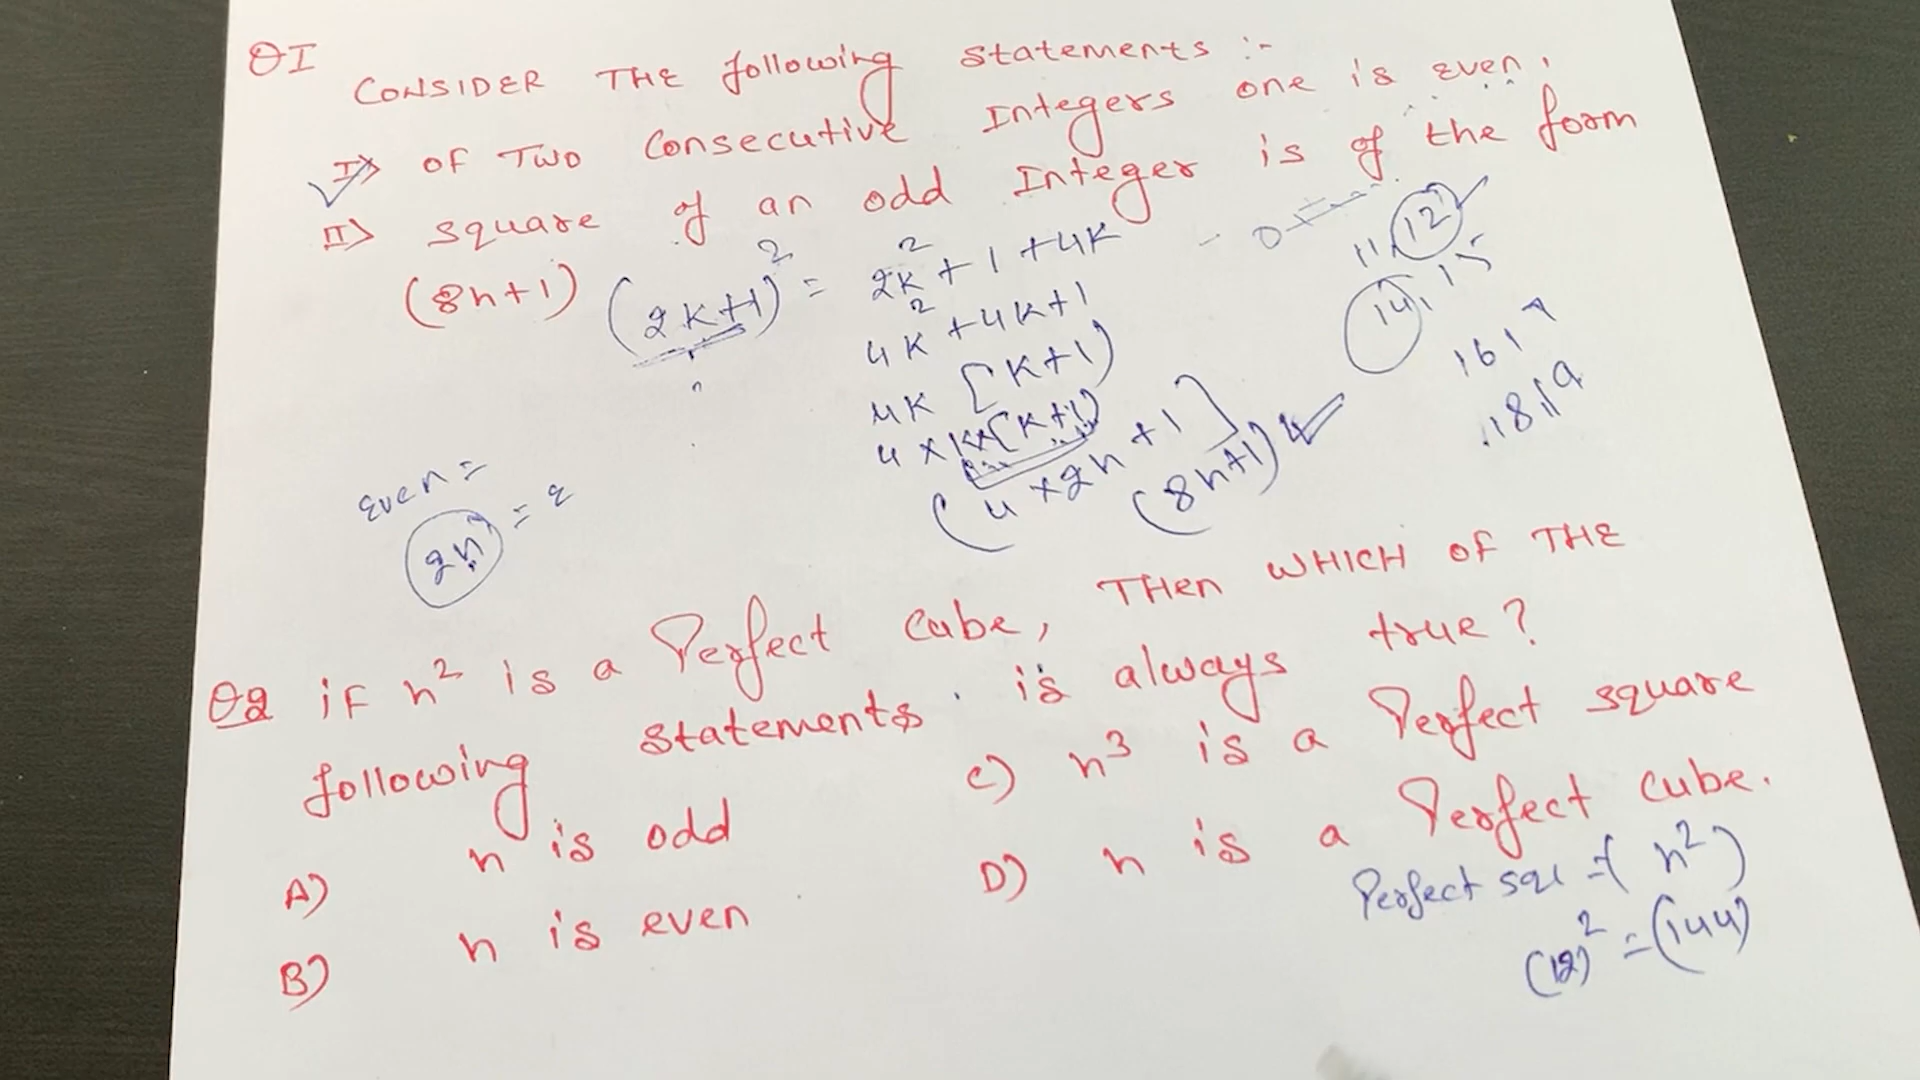 QI CONSIDER THE following statements :-
I> OF TWO Consecutive Integers one is even.
II> square of an odd Integer is of the form
(8n+1)
(2K+1)² = 2K² + 1 + 4K
4K² + 4K + 1
4K [K+1)
4 × K×[K+1)
(4 × 2n + 1]
(8n+1)
11, 12
14, 15
16 17
18 19
even =
2n = ε
Q2 iF n² is a Perfect cube, THEn WHICH OF THE
following statements is always true ?
A) n is odd
B) n is even
C) n³ is a Perfect square
D) n is a Perfect cube.
Perfect squ = (n²)
(12)² = (144)